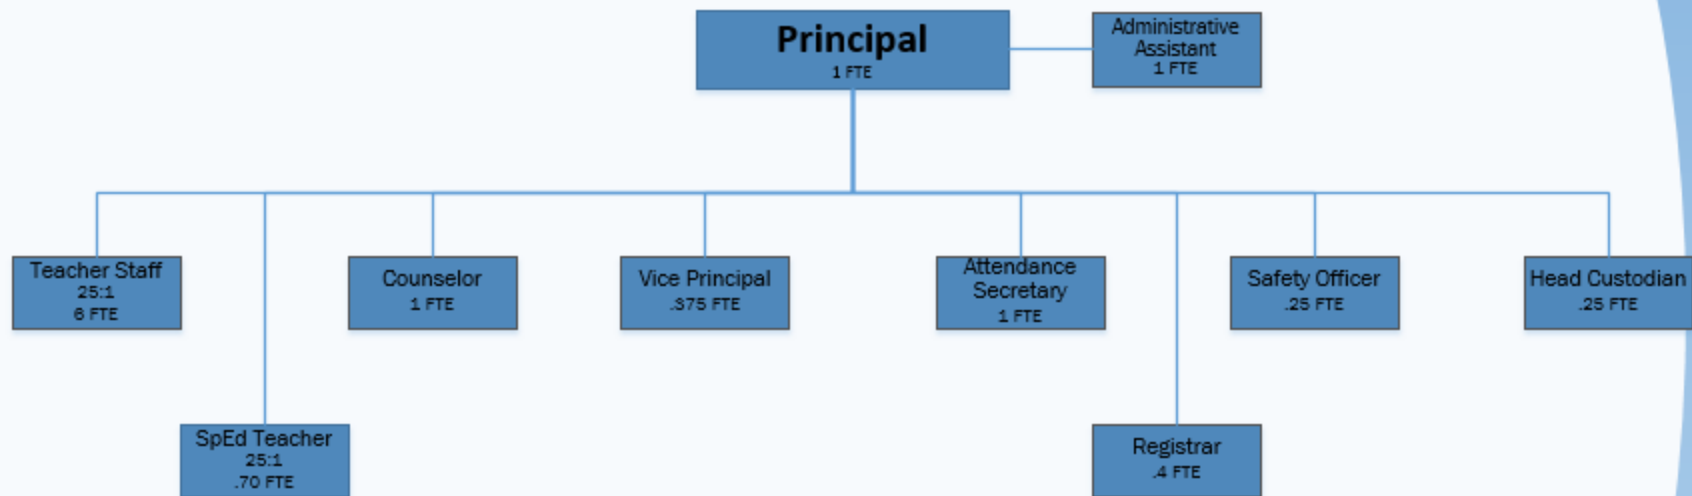 Principal
1 FTE
Administrative
Assistant
1 FTE
Teacher Staff
25:1
6 FTE
Counselor
1 FTE
Vice Principal
.375 FTE
Attendance
Secretary
1 FTE
Safety Officer
.25 FTE
Head Custodian
.25 FTE
SpEd Teacher
25:1
.70 FTE
Registrar
.4 FTE